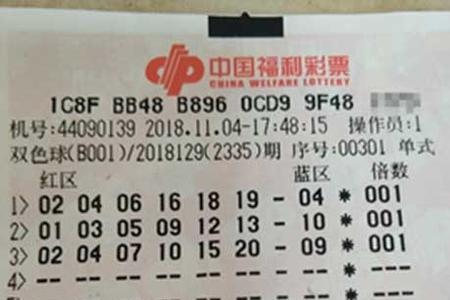 中国福利彩票
CHINA WELFARE LOTTERY
1C8F BB48 B896 0CD9 9F48
机号:44090139 2018.11.04-17:48:15 操作员:1
双色球(B001)/2018129(2335)期 序号:00301 单式
红区 蓝区 倍数
1> 02 04 06 16 18 19 - 04 * 001
2> 01 03 05 09 12 13 - 10 * 001
3> 02 04 07 10 15 20 - 09 * 001
4> -- -- -- -- -- -- - -- * ---